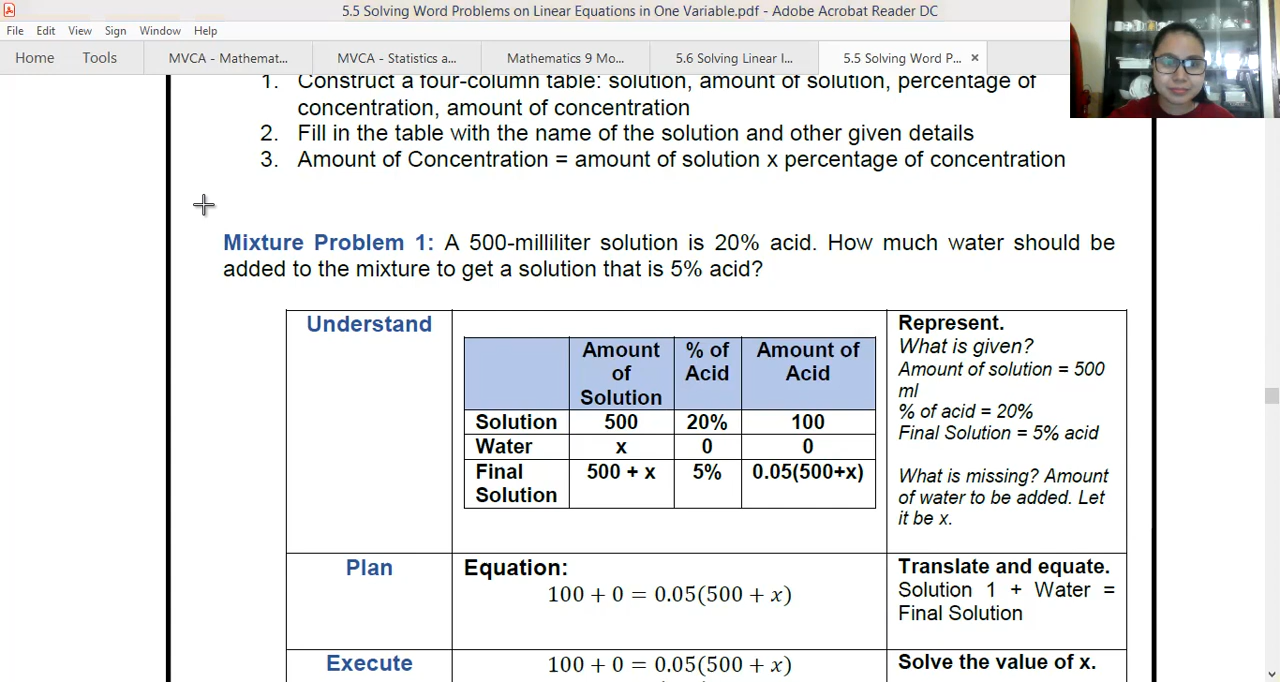 5.5 Solving Word Problems on Linear Equations in One Variable.pdf - Adobe Acrobat Reader DC
File Edit View Sign Window Help
Home Tools MVCA - Mathemat... MVCA - Statistics a... Mathematics 9 Mo... 5.6 Solving Linear I... 5.5 Solving Word P... ×
1. Construct a four-column table: solution, amount of solution, percentage of
concentration, amount of concentration
2. Fill in the table with the name of the solution and other given details
3. Amount of Concentration = amount of solution x percentage of concentration
Mixture Problem 1: A 500-milliliter solution is 20% acid. How much water should be
added to the mixture to get a solution that is 5% acid?
Understand
Amount of Solution
% of Acid
Amount of Acid
Solution 500 20% 100
Water x 0 0
Final Solution 500 + x 5% 0.05(500+x)
Represent.
What is given?
Amount of solution = 500
ml
% of acid = 20%
Final Solution = 5% acid
What is missing? Amount
of water to be added. Let
it be x.
Plan
Equation:
100 + 0 = 0.05(500 + x)
Translate and equate.
Solution 1 + Water =
Final Solution
Execute
100 + 0 = 0.05(500 + x)
Solve the value of x.